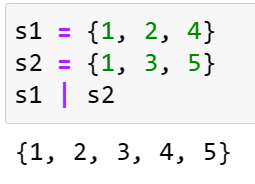 s1 = {1, 2, 4}
s2 = {1, 3, 5}
s1 | s2
{1, 2, 3, 4, 5}